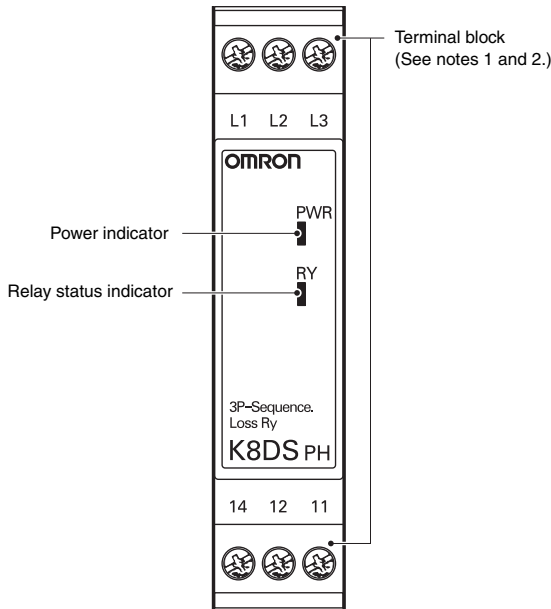 Terminal block
(See notes 1 and 2.)
L1 L2 L3
OMRON
PWR
Power indicator
RY
Relay status indicator
3P-Sequence.
Loss Ry
K8DS PH
14 12 11